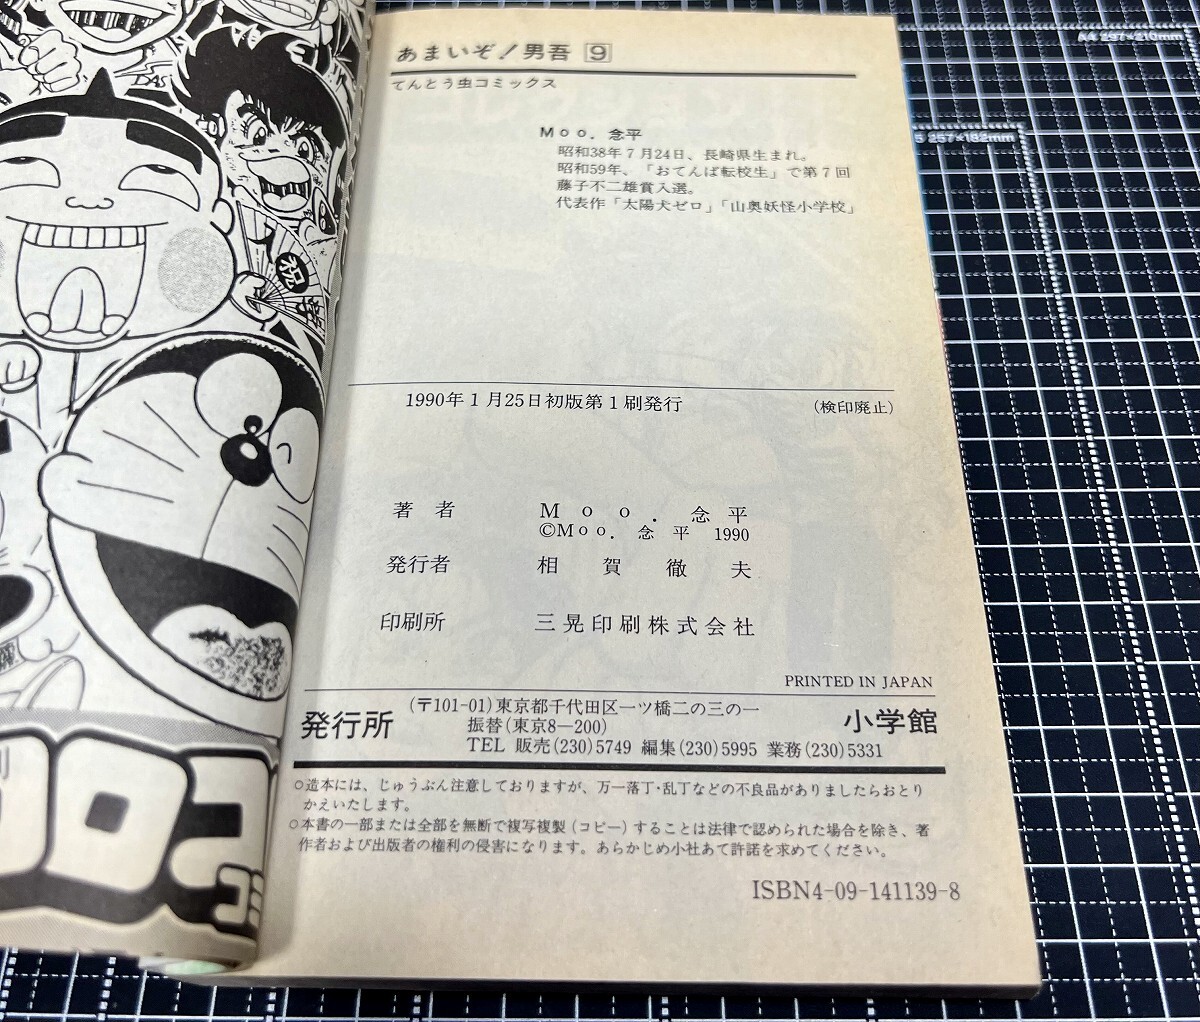 あまいぞ！男吾 9
てんとう虫コミックス
Moo．念平
昭和38年７月24日、長崎県生まれ。
昭和59年、「おてんば転校生」で第７回
藤子不二雄賞入選。
代表作「太陽犬ゼロ」「山奥妖怪小学校」
1990年１月25日初版第１刷発行 （検印廃止）
著者 Moo．念平
©Moo．念平 1990
発行者 相賀徹夫
印刷所 三晃印刷株式会社
PRINTED IN JAPAN
発行所 （〒101-01）東京都千代田区一ツ橋二の三の一 小学館
振替（東京8—200）
TEL 販売（230）5749 編集（230）5995 業務（230）5331
○造本には、じゅうぶん注意しておりますが、万一落丁・乱丁などの不良品がありましたらおとり
かえいたします。
○本書の一部または全部を無断で複写複製（コピー）することは法律で認められた場合を除き、著
作者および出版者の権利の侵害になります。あらかじめ小社あて許諾を求めてください。
ISBN4-09-141139-8
祝
A4 297×210mm
5 257×182mm